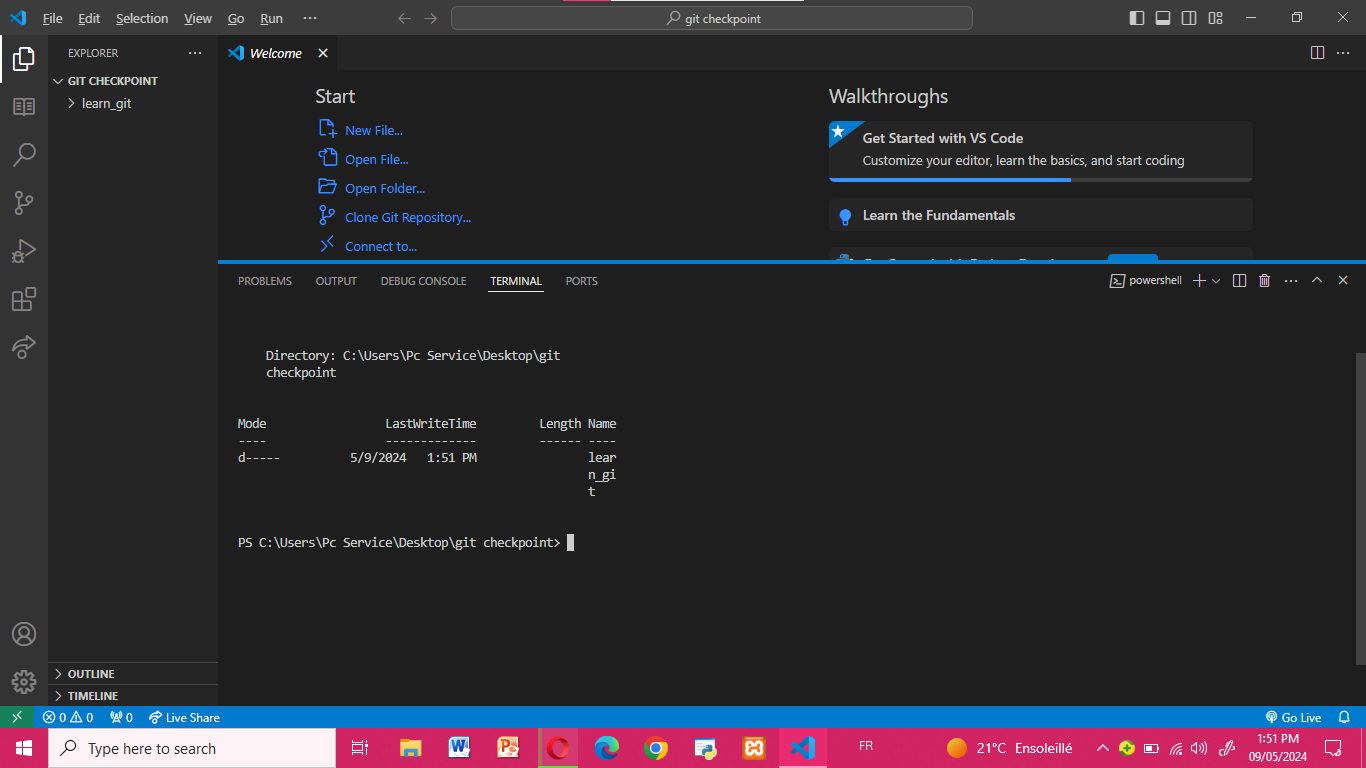 File Edit Selection View Go Run ···
git checkpoint
EXPLORER
GIT CHECKPOINT
learn_git
OUTLINE
TIMELINE
Welcome
Start
New File...
Open File...
Open Folder...
Clone Git Repository...
Connect to...
Walkthroughs
Get Started with VS Code
Customize your editor, learn the basics, and start coding
Learn the Fundamentals
PROBLEMS OUTPUT DEBUG CONSOLE TERMINAL PORTS
powershell
Directory: C:\Users\Pc Service\Desktop\git
checkpoint
Mode LastWriteTime Length Name
---- ------------- ------ ----
d----- 5/9/2024 1:51 PM lear
n_gi
t
PS C:\Users\Pc Service\Desktop\git checkpoint>
0 0 0 Live Share
Go Live
Type here to search
FR
21°C Ensoleillé
1:51 PM
09/05/2024